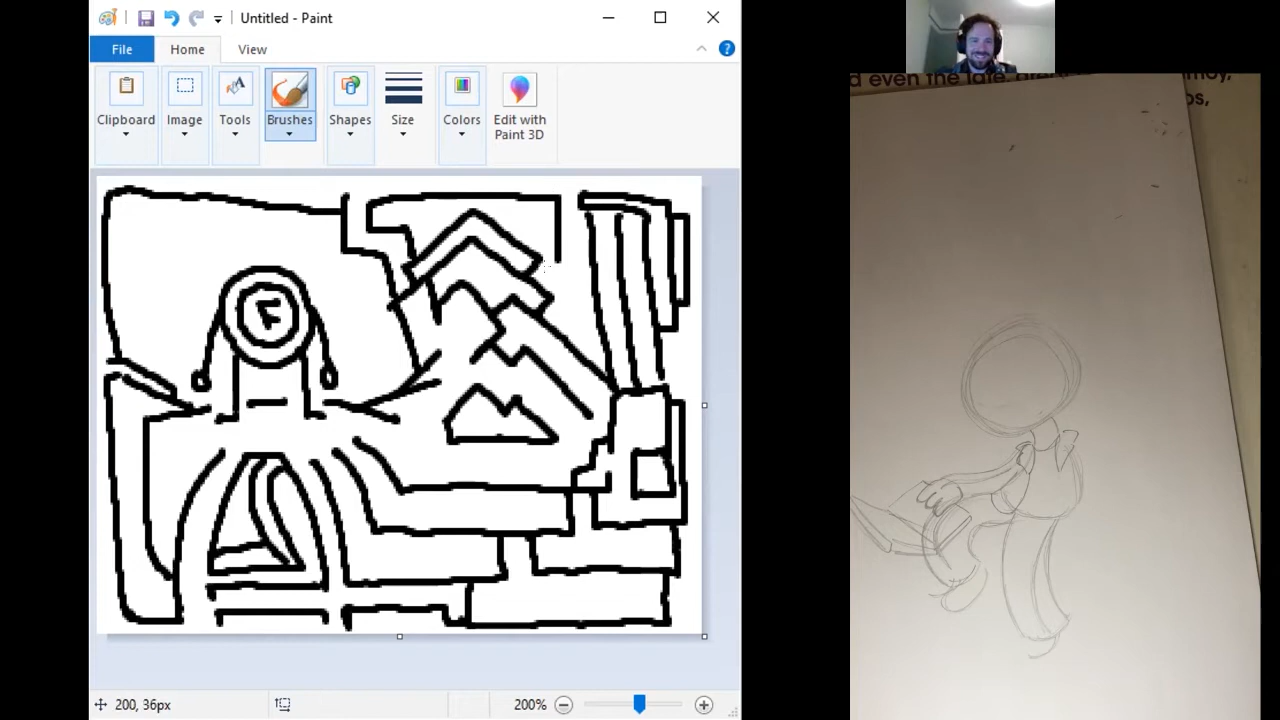 Untitled - Paint
File
Home
View
Clipboard
Image
Tools
Brushes
Shapes
Size
Colors
Edit with
Paint 3D
F
d even the late
200, 36px
200%